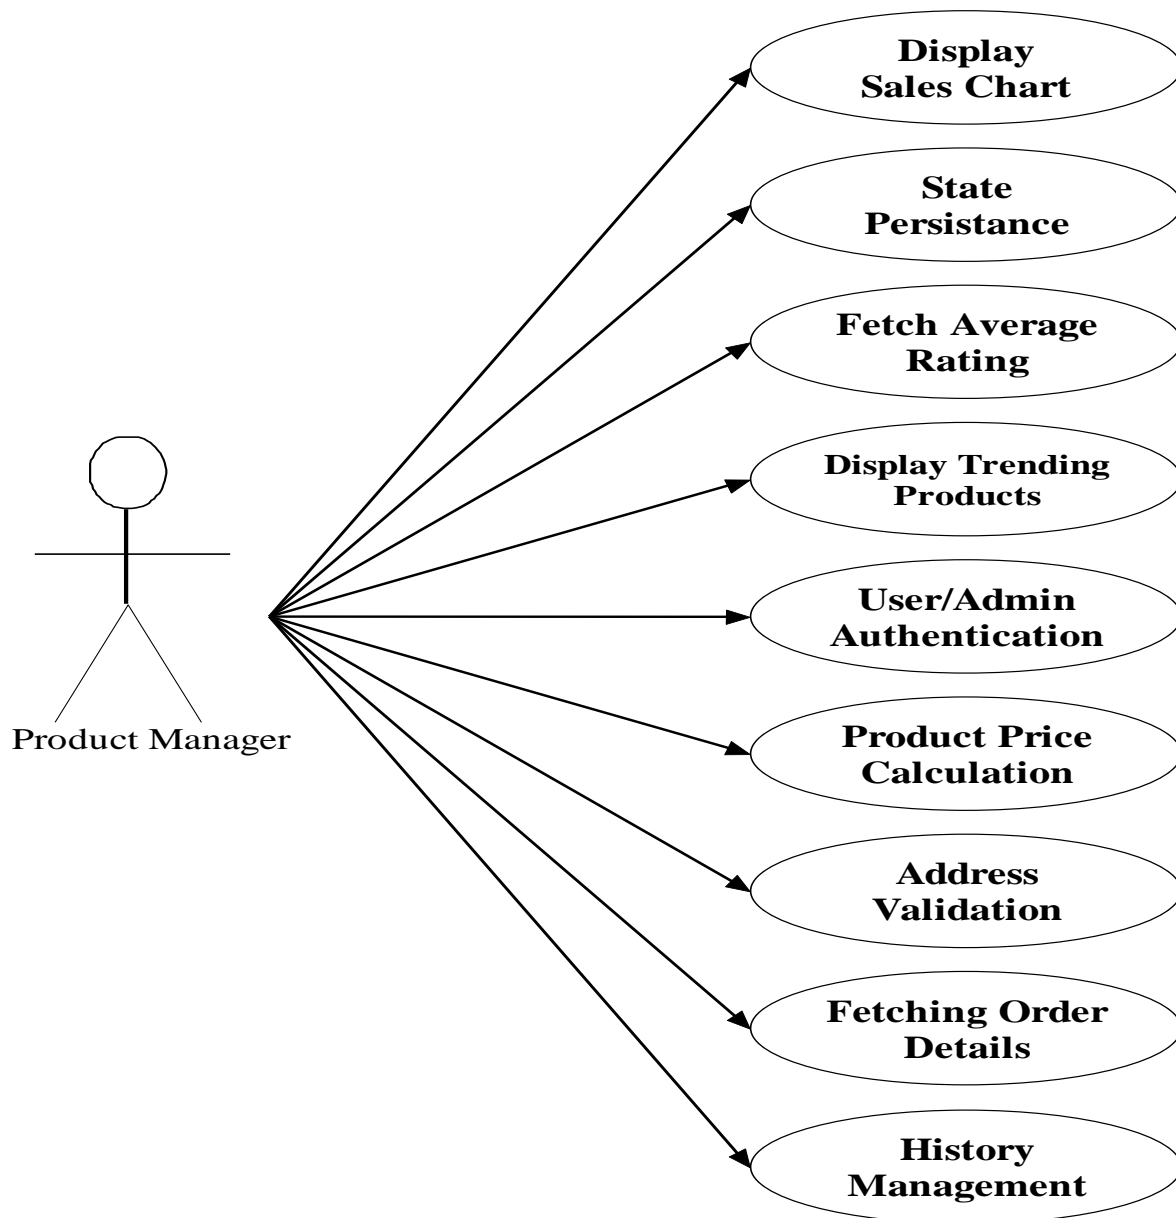 Display
Sales Chart
State
Persistance
Fetch Average
Rating
Display Trending
Products
User/Admin
Authentication
Product Manager
Product Price
Calculation
Address
Validation
Fetching Order
Details
History
Management